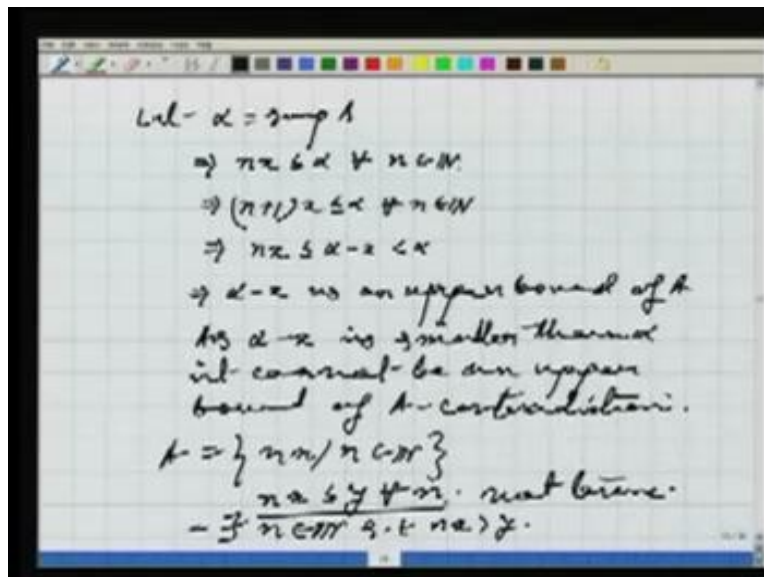 Let α = sup A
⇒ nx ≤ α ∀ n ∈ ℕ.
⇒ (n+1)x ≤ α ∀ n ∈ ℕ
⇒ nx ≤ α-x < α
⇒ α-x is an upper bound of A
As α-x is smaller than α
it cannot be an upper
bound of A - contradiction.
A = { nx / n ∈ ℕ }
nx ≤ y ∀ n. not true.
- ∃ n ∈ ℕ s.t nx > y.